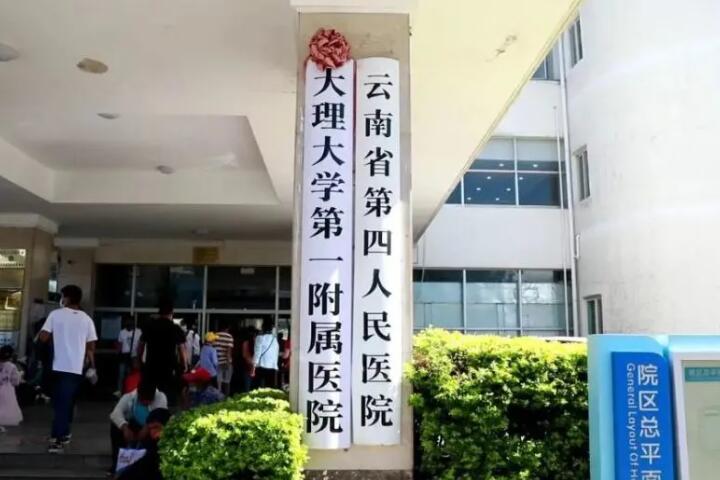 云南省第四人民医院
大理大学第一附属医院
院区总平面
General Layout Of H